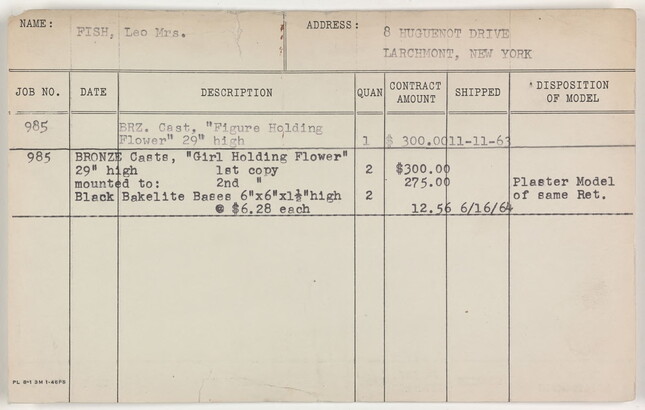 NAME: FISH, Leo Mrs. ADDRESS: 8 HUGUENOT DRIVE
LARCHMONT, NEW YORK
JOB NO. DATE DESCRIPTION QUAN CONTRACT AMOUNT SHIPPED DISPOSITION OF MODEL
985 BRZ. Cast, "Figure Holding
Flower" 29" high 1 $ 300.00 11-11-63
985 BRONZE Casts, "Girl Holding Flower"
29" high 1st copy 2 $300.00
mounted to: 2nd " 275.00 Plaster Model
Black Bakelite Bases 6"x6"x1½"high 2 of same Ret.
@ $6.28 each 12.56 6/16/64
PL 8-1 3M 1-46PS